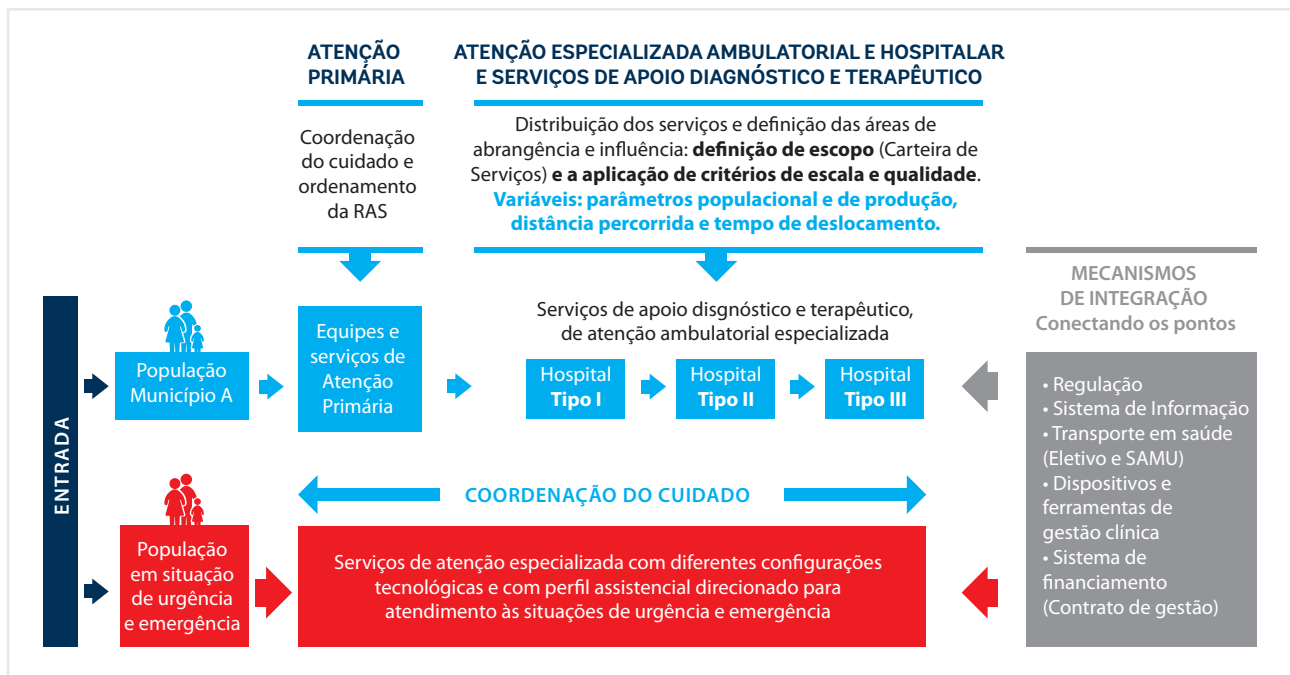 ATENÇÃO
PRIMÁRIA
Coordenação
do cuidado e
ordenamento
da RAS
ATENÇÃO ESPECIALIZADA AMBULATORIAL E HOSPITALAR
E SERVIÇOS DE APOIO DIAGNÓSTICO E TERAPÊUTICO
Distribuição dos serviços e definição das áreas de
abrangência e influência: definição de escopo (Carteira de
Serviços) e a aplicação de critérios de escala e qualidade.
Variáveis: parâmetros populacional e de produção,
distância percorrida e tempo de deslocamento.
MECANISMOS
DE INTEGRAÇÃO
Conectando os pontos
ENTRADA
População
Município A
Equipes e
serviços de
Atenção
Primária
Serviços de apoio disgnóstico e terapêutico,
de atenção ambulatorial especializada
Hospital
Tipo I
Hospital
Tipo II
Hospital
Tipo III
• Regulação
• Sistema de Informação
• Transporte em saúde
(Eletivo e SAMU)
• Dispositivos e
ferramentas de
gestão clínica
• Sistema de
financiamento
(Contrato de gestão)
COORDENAÇÃO DO CUIDADO
População
em situação
de urgência
e emergência
Serviços de atenção especializada com diferentes configurações
tecnológicas e com perfil assistencial direcionado para
atendimento às situações de urgência e emergência